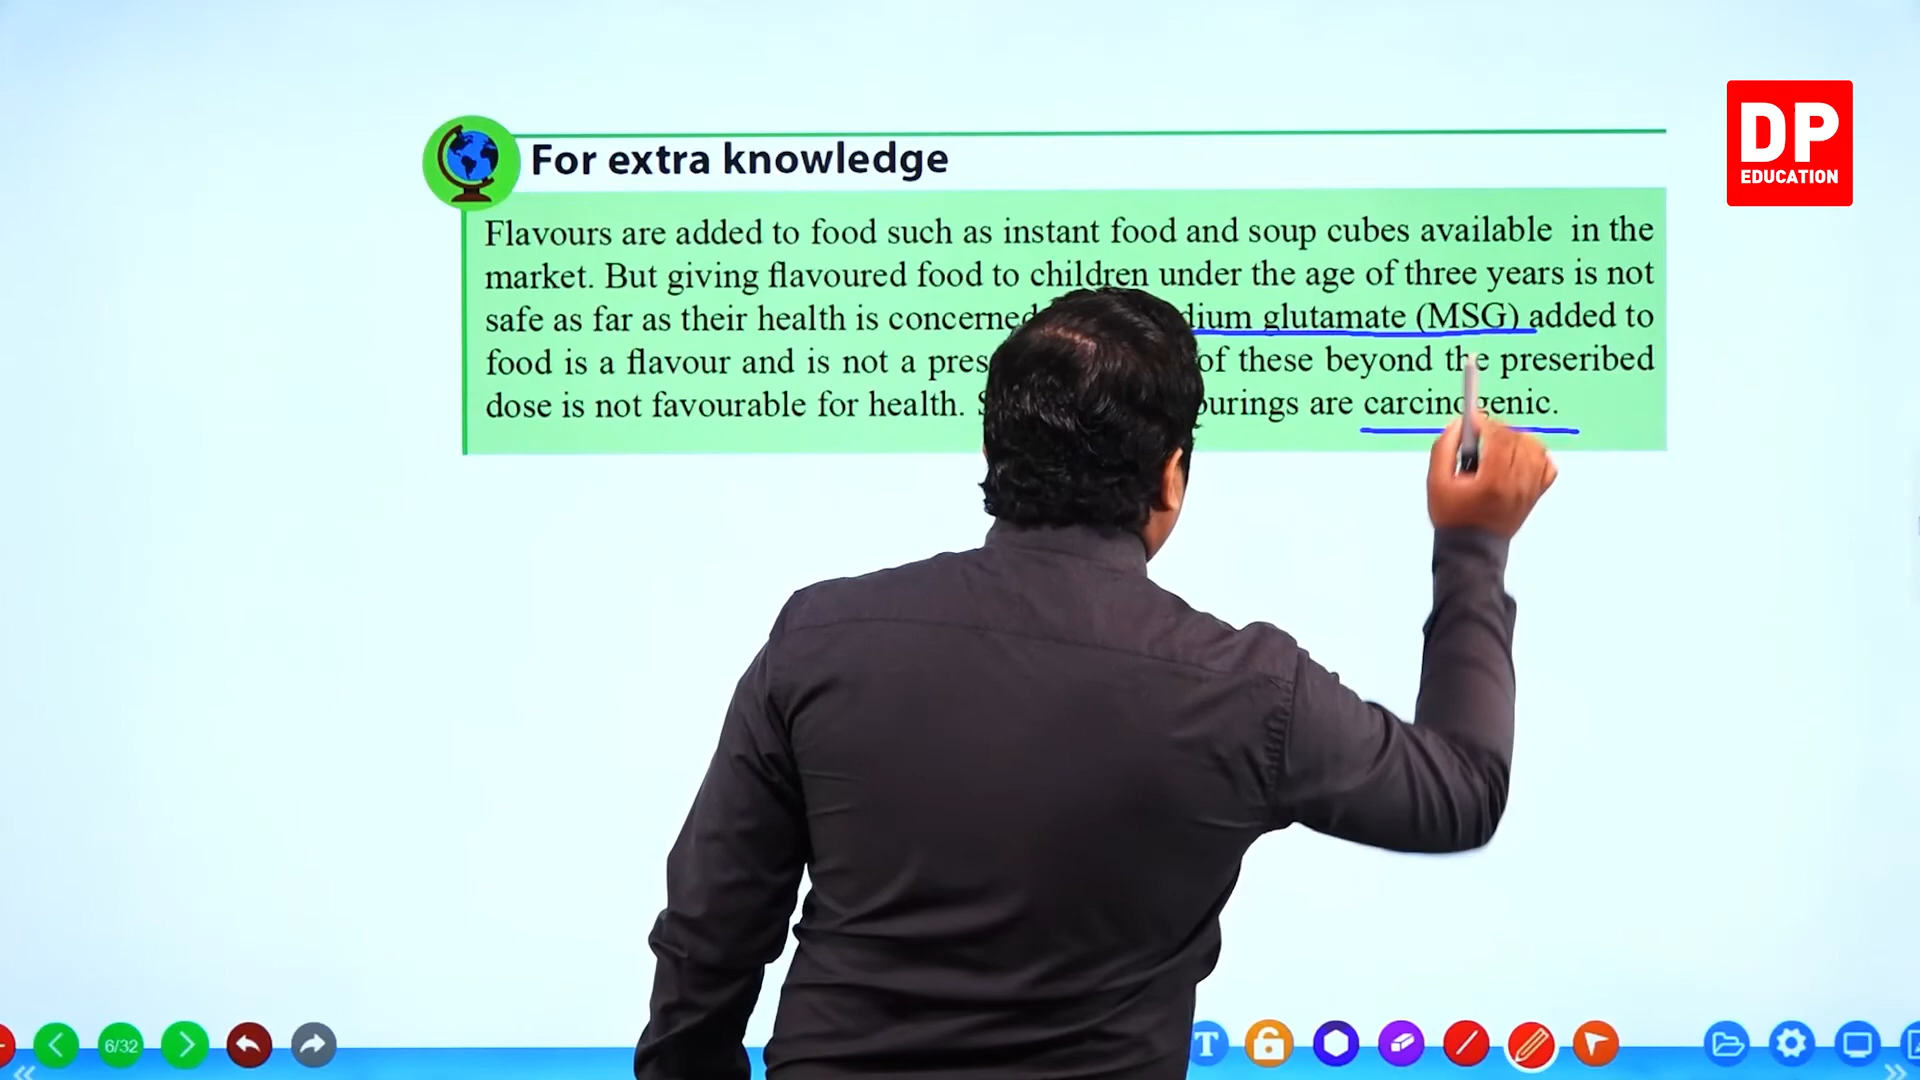 DP
EDUCATION
For extra knowledge
Flavours are added to food such as instant food and soup cubes available in the
market. But giving flavoured food to children under the age of three years is not
safe as far as their health is concerned dium glutamate (MSG) added to
food is a flavour and is not a pres of these beyond the preseribed
dose is not favourable for health. S ourings are carcinogenic.
6/32
T